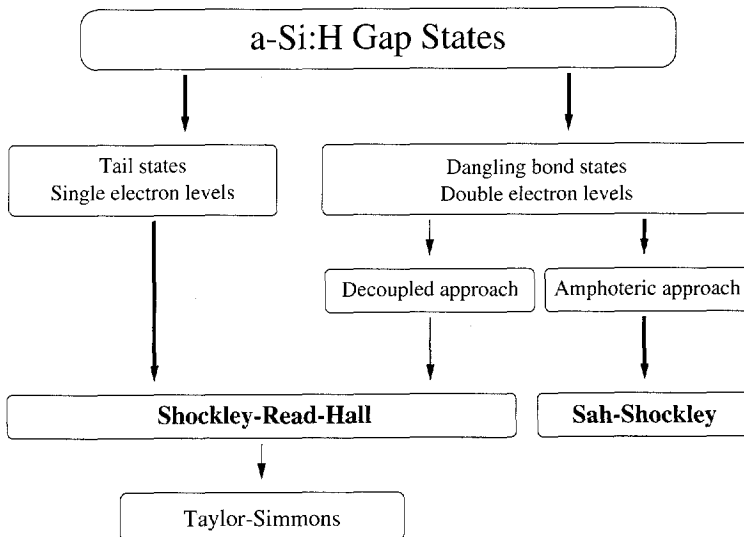 a-Si:H Gap States
Tail states
Single electron levels
Dangling bond states
Double electron levels
Decoupled approach
Amphoteric approach
Shockley-Read-Hall
Sah-Shockley
Taylor-Simmons